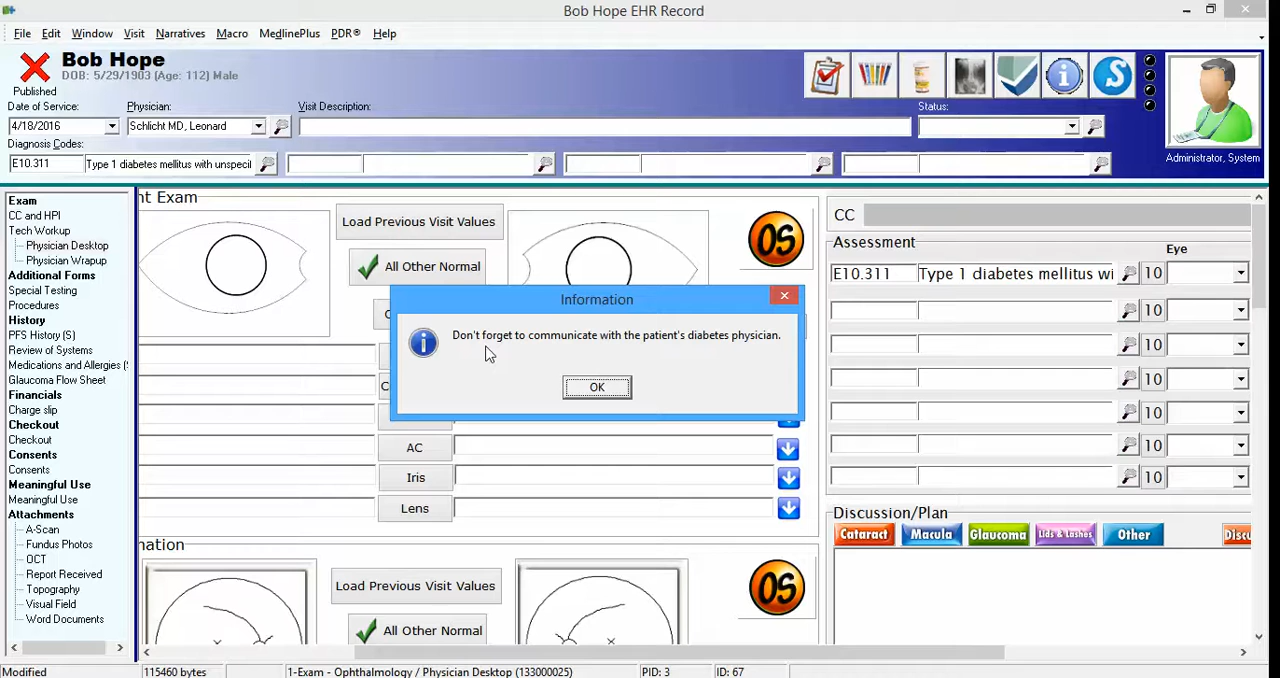 Bob Hope EHR Record
File Edit Window Visit Narratives Macro MedlinePlus PDR® Help
Bob Hope
DOB: 5/29/1903 (Age: 112) Male
Published
Date of Service: Physician: Visit Description: Status:
4/18/2016 Schlicht MD, Leonard
Diagnosis Codes:
E10.311 Type 1 diabetes mellitus with unspecil
Administrator, System
Exam
CC and HPI
Tech Workup
Physician Desktop
Physician Wrapup
Additional Forms
Special Testing
Procedures
History
PFS History (S)
Review of Systems
Medications and Allergies (S
Glaucoma Flow Sheet
Financials
Charge slip
Checkout
Checkout
Consents
Consents
Meaningful Use
Meaningful Use
Attachments
A-Scan
Fundus Photos
OCT
Report Received
Topography
Visual Field
Word Documents
nt Exam
Load Previous Visit Values
All Other Normal
OS
C
C
AC
Iris
Lens
Information
Don't forget to communicate with the patient's diabetes physician.
OK
CC
Assessment
Eye
E10.311 Type 1 diabetes mellitus wi 10
10
10
10
10
10
10
Discussion/Plan
Cataract Macula Glaucoma Lids & Lashes Other Discu
nation
Load Previous Visit Values
All Other Normal
OS
Modified 115460 bytes 1-Exam - Ophthalmology / Physician Desktop (133000025) PID: 3 ID: 67